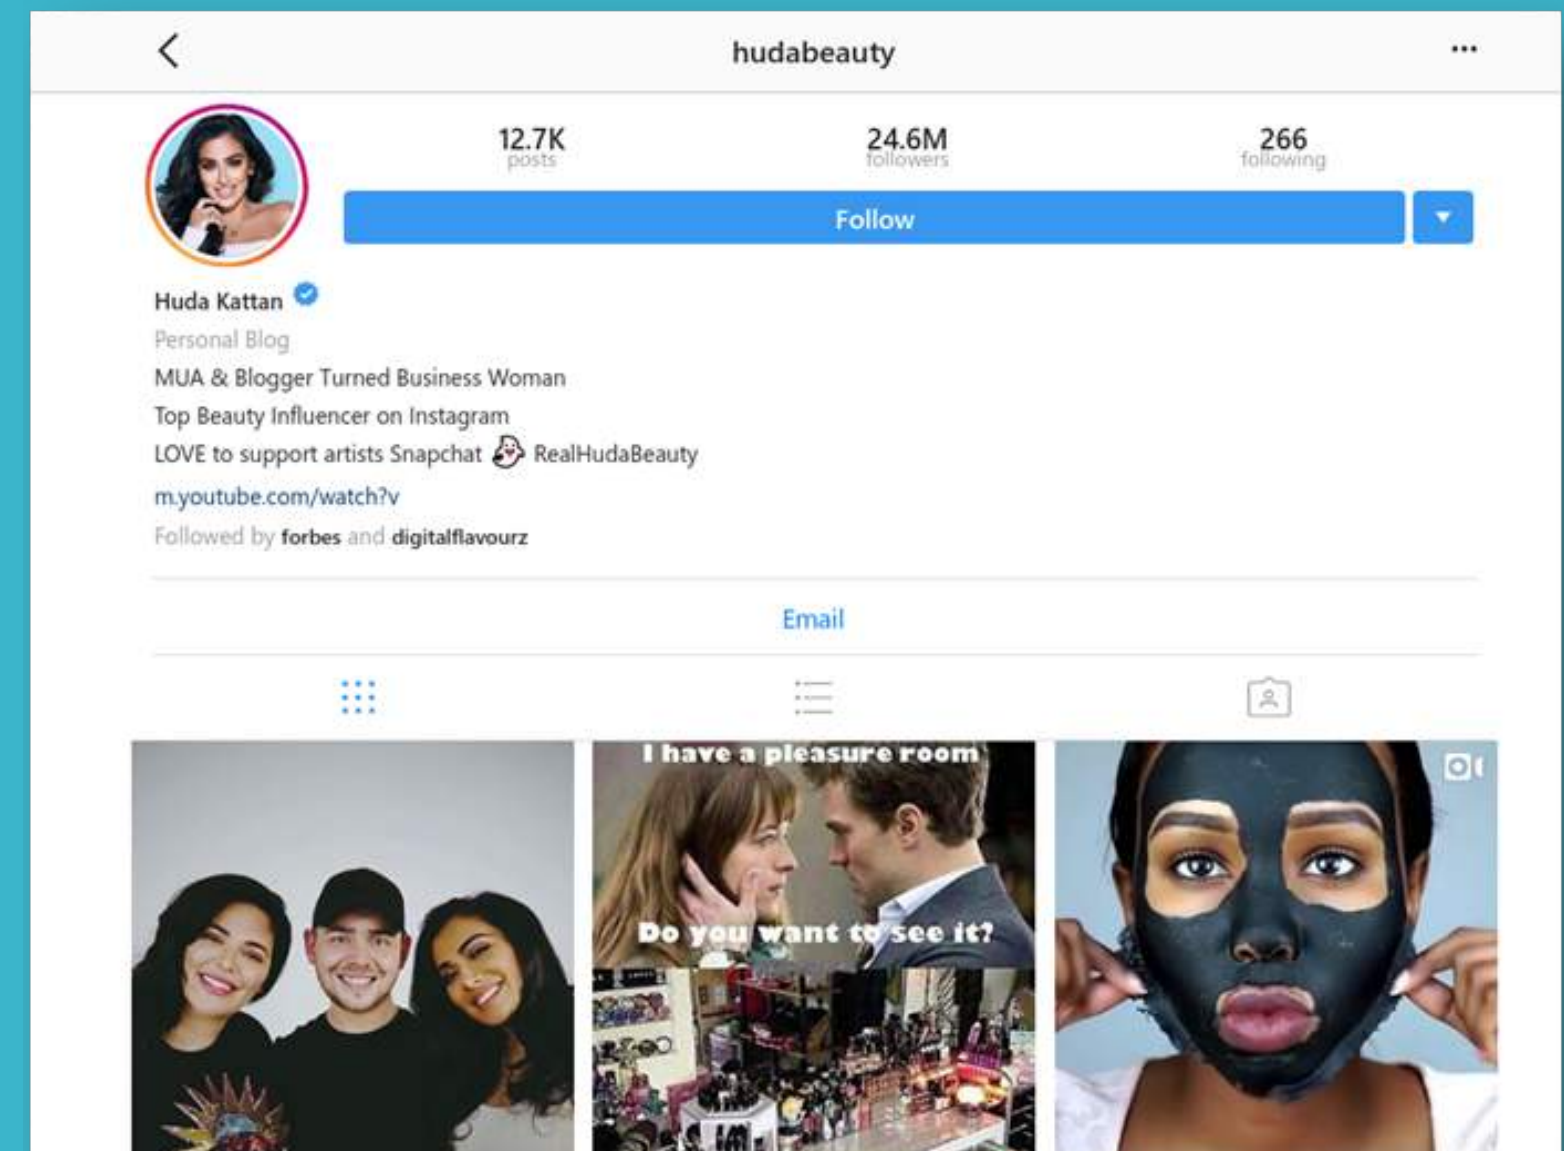 hudabeauty
12.7K
posts
24.6M
followers
266
following
Follow
Huda Kattan
Personal Blog
MUA & Blogger Turned Business Woman
Top Beauty Influencer on Instagram
LOVE to support artists Snapchat RealHudaBeauty
m.youtube.com/watch?v
Followed by forbes and digitalflavourz
Email
I have a pleasure room
Do you want to see it?